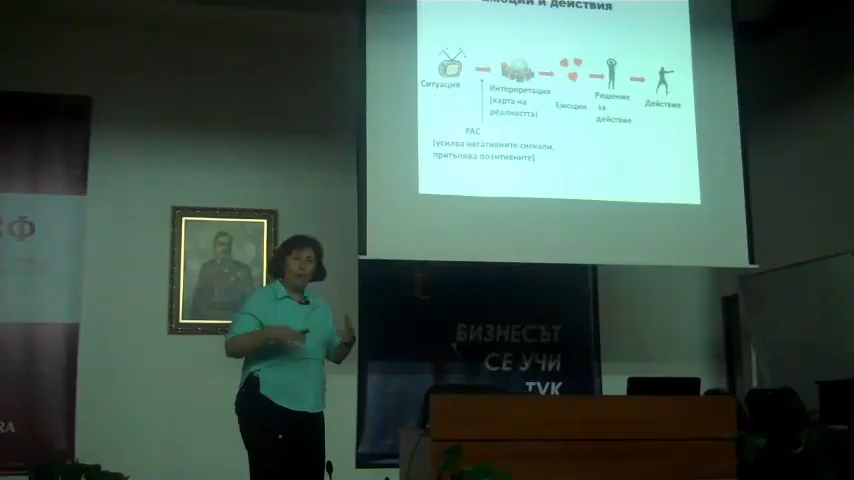 Емоции и действия
Ситуация
Интерпретация
(карта на
реалността)
Емоции
Решение
за
действие
Действие
РАС
(усилва негативните сигнали,
притъпява позитивните)
БИЗНЕСЪТ
СЕ УЧИ
ТУК